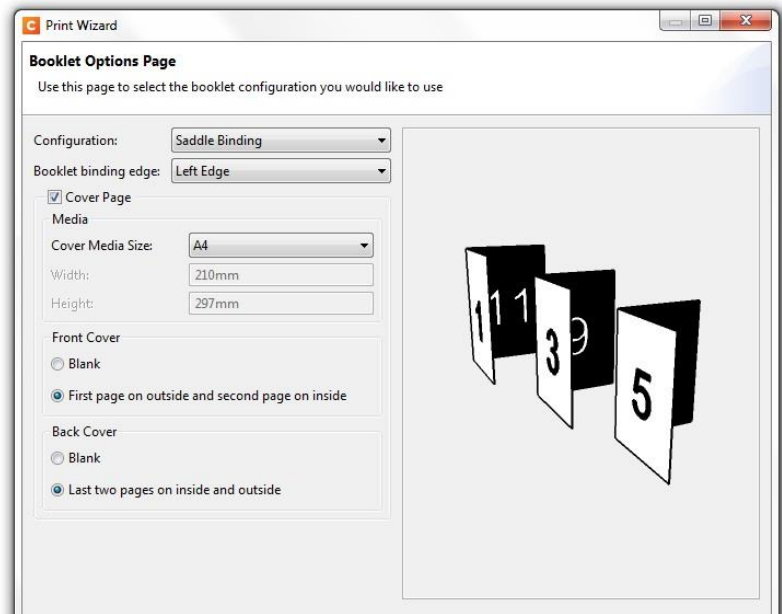 C Print Wizard
Booklet Options Page
Use this page to select the booklet configuration you would like to use
Configuration: Saddle Binding
Booklet binding edge: Left Edge
Cover Page
Media
Cover Media Size: A4
Width: 210mm
Height: 297mm
Front Cover
Blank
First page on outside and second page on inside
Back Cover
Blank
Last two pages on inside and outside
1 11 3 9 5